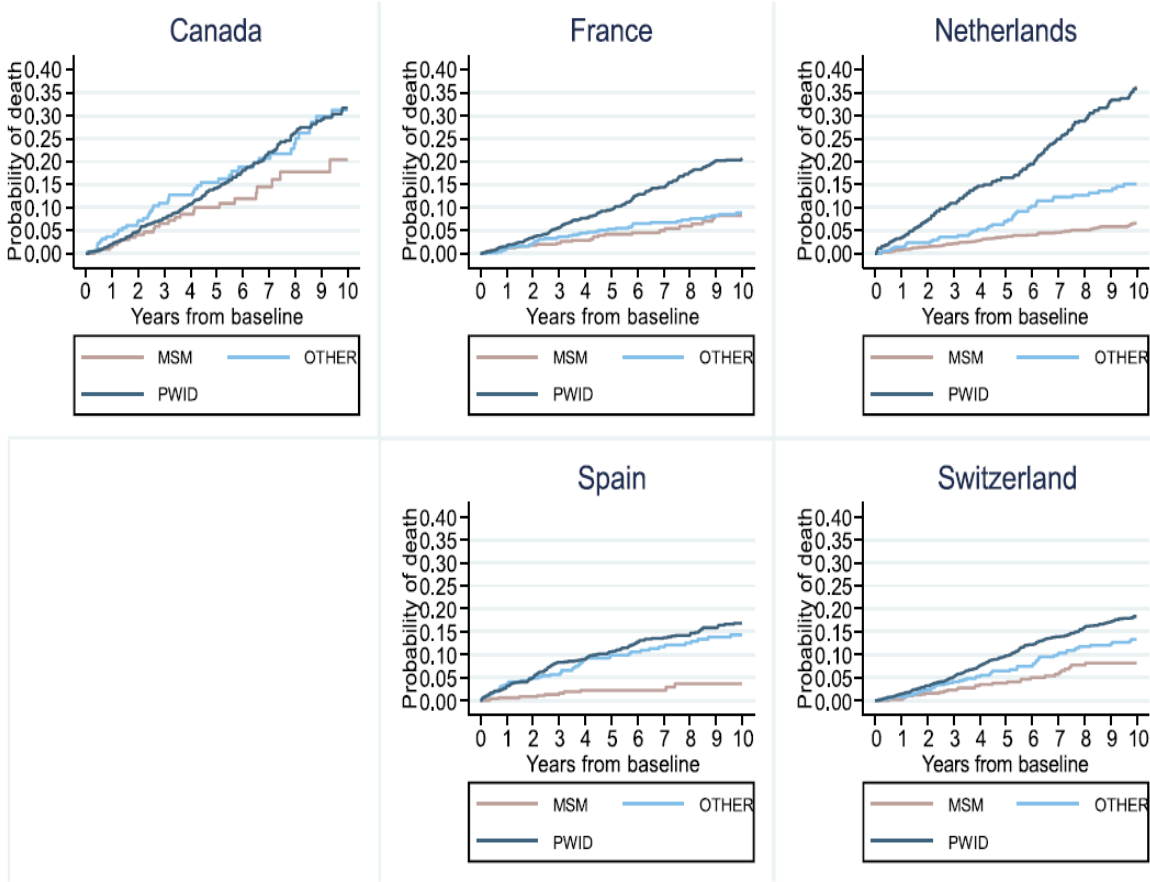 Canada
Probability of death
0.40
0.35
0.30
0.25
0.20
0.15
0.10
0.05
0.00
0 1 2 3 4 5 6 7 8 9 10
Years from baseline
MSM OTHER
PWID
France
Probability of death
0.40
0.35
0.30
0.25
0.20
0.15
0.10
0.05
0.00
0 1 2 3 4 5 6 7 8 9 10
Years from baseline
MSM OTHER
PWID
Netherlands
Probability of death
0.40
0.35
0.30
0.25
0.20
0.15
0.10
0.05
0.00
0 1 2 3 4 5 6 7 8 9 10
Years from baseline
MSM OTHER
PWID
Spain
Probability of death
0.40
0.35
0.30
0.25
0.20
0.15
0.10
0.05
0.00
0 1 2 3 4 5 6 7 8 9 10
Years from baseline
MSM OTHER
PWID
Switzerland
Probability of death
0.40
0.35
0.30
0.25
0.20
0.15
0.10
0.05
0.00
0 1 2 3 4 5 6 7 8 9 10
Years from baseline
MSM OTHER
PWID